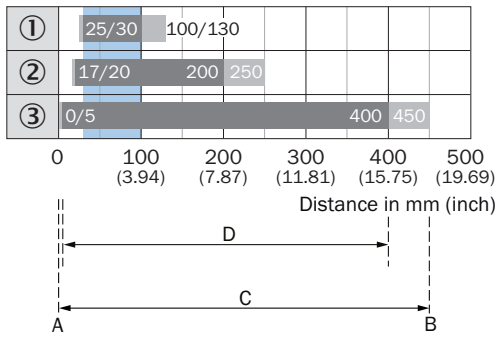 ① 25/30 100/130
② 17/20 200 250
③ 0/5 400 450
0 100 200 300 400 500
(3.94) (7.87) (11.81) (15.75) (19.69)
Distance in mm (inch)
D
C
A B